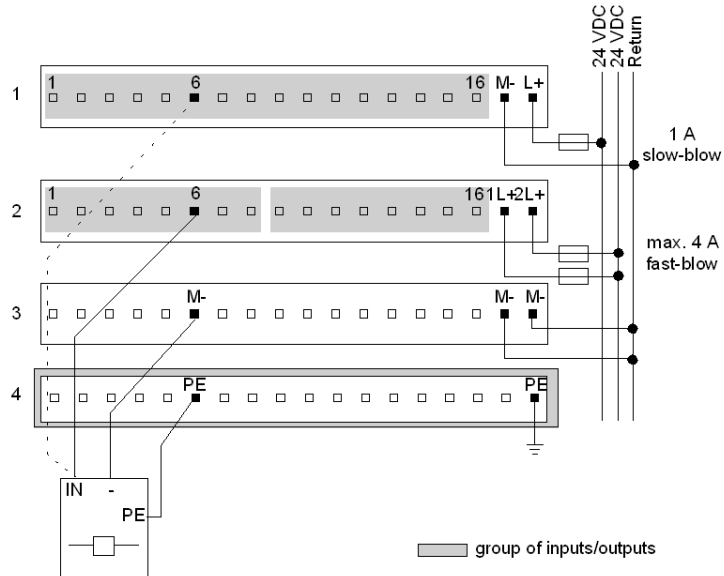 24 VDC
24 VDC
Return
1 6 16 M- L+
1
1 A
slow-blow
1 6 16 1L+ 2L+
2
max. 4 A
fast-blow
M- M- M-
3
PE PE
4
IN -
PE
group of inputs/outputs